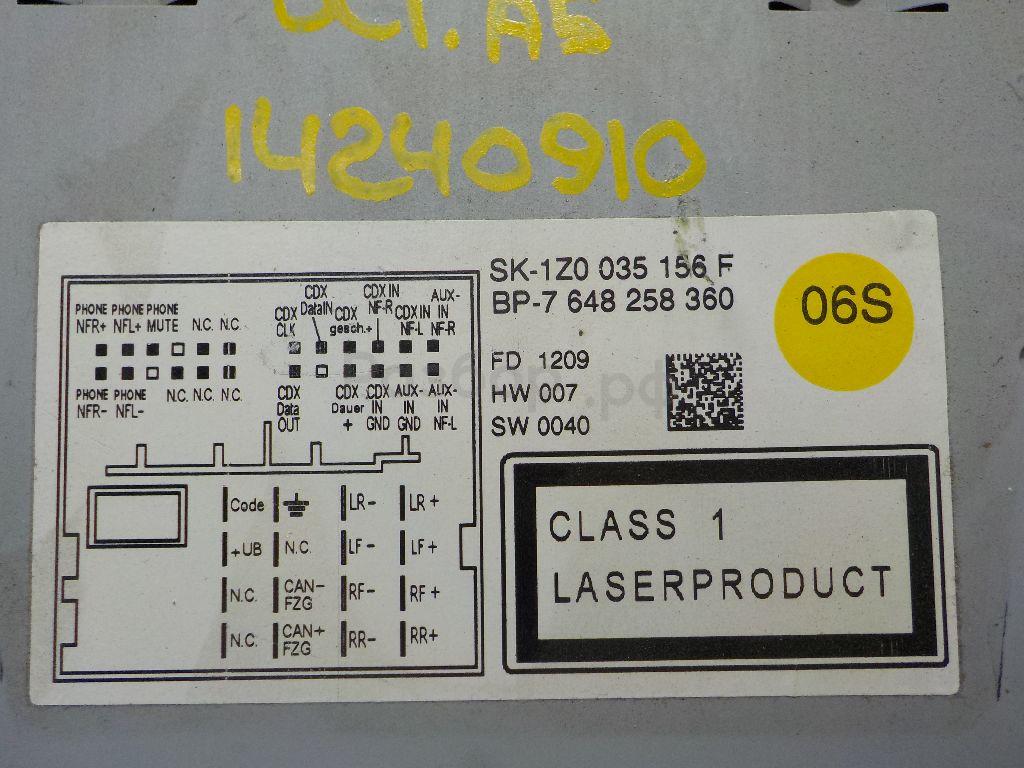 OCT. A5
14240910
SK-1Z0 035 156 F
BP-7 648 258 360
06S
FD 1209
HW 007
SW 0040
CLASS 1
LASERPRODUCT
PHONE PHONE PHONE
NFR+ NFL+ MUTE N.C. N.C.
CDX CLK
CDX DataIN
CDX gesch.+
CDX IN NF-R
CDX IN NF-L
AUX- IN NF-R
PHONE PHONE N.C. N.C. N.C.
NFR- NFL-
CDX Data OUT
CDX Dauer +
CDX IN GND
AUX- IN GND
AUX- IN NF-L
Code LR- LR+
+UB N.C. LF- LF+
N.C. CAN- FZG RF- RF+
N.C. CAN+ FZG RR- RR+